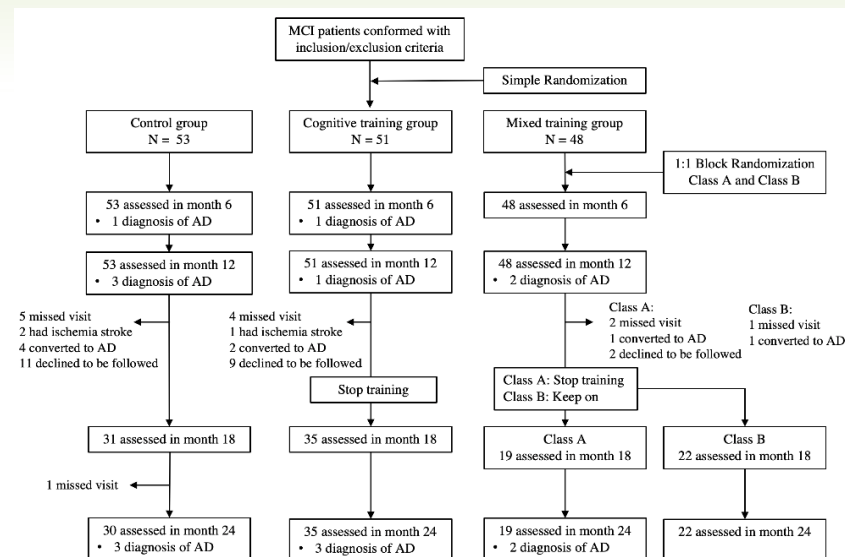 MCI patients conformed with
inclusion/exclusion criteria
Simple Randomization
Control group
N = 53
Cognitive training group
N = 51
Mixed training group
N = 48
1:1 Block Randomization
Class A and Class B
53 assessed in month 6
• 1 diagnosis of AD
51 assessed in month 6
• 1 diagnosis of AD
48 assessed in month 6
53 assessed in month 12
• 3 diagnosis of AD
51 assessed in month 12
• 1 diagnosis of AD
48 assessed in month 12
• 2 diagnosis of AD
5 missed visit
2 had ischemia stroke
4 converted to AD
11 declined to be followed
4 missed visit
1 had ischemia stroke
2 converted to AD
9 declined to be followed
Class A:
2 missed visit
1 converted to AD
2 declined to be followed
Class B:
1 missed visit
1 converted to AD
Stop training
Class A: Stop training
Class B: Keep on
31 assessed in month 18
35 assessed in month 18
Class A
19 assessed in month 18
Class B
22 assessed in month 18
1 missed visit
30 assessed in month 24
• 3 diagnosis of AD
35 assessed in month 24
• 3 diagnosis of AD
19 assessed in month 24
• 2 diagnosis of AD
22 assessed in month 24